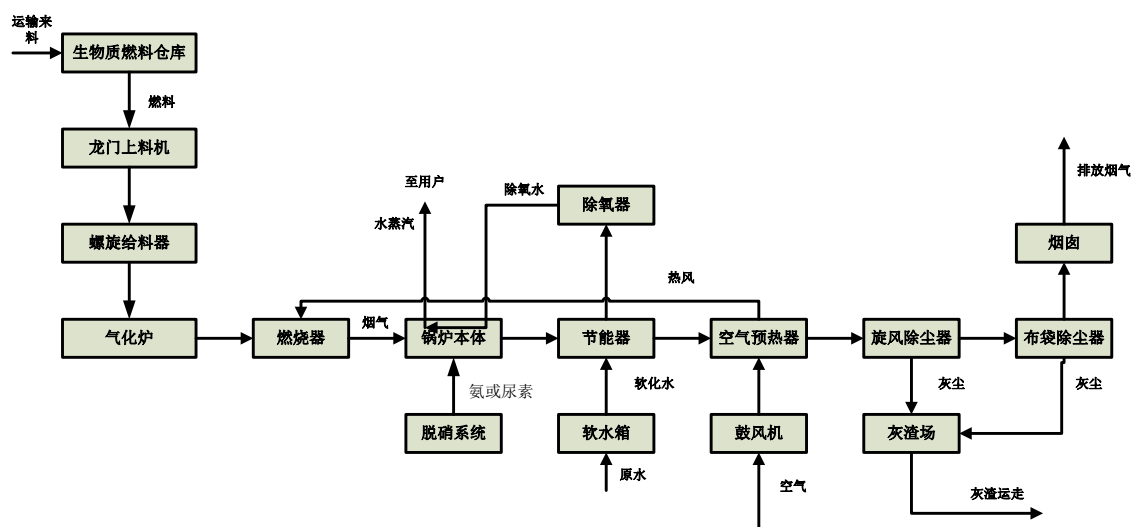 运输来
料
生物质燃料仓库
燃料
龙门上料机
排放烟气
至用户
除氧水
除氧器
水蒸汽
螺旋给料器
烟囱
热风
气化炉
燃烧器
烟气
锅炉本体
节能器
空气预热器
旋风除尘器
布袋除尘器
氨或尿素
软化水
灰尘
灰尘
脱硝系统
软水箱
鼓风机
灰渣场
原水
空气
灰渣运走